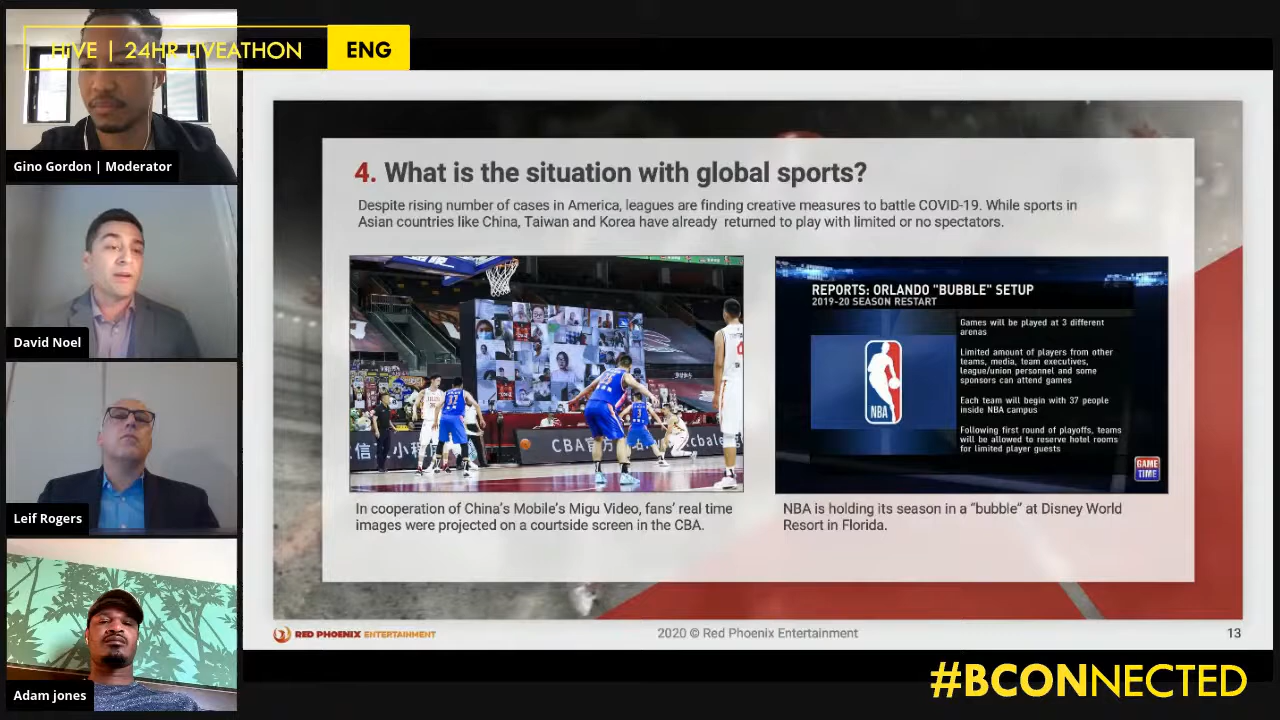 HIVE | 24HR LIVEATHON ENG
Gino Gordon | Moderator
David Noel
Leif Rogers
Adam jones
4. What is the situation with global sports?
Despite rising number of cases in America, leagues are finding creative measures to battle COVID-19. While sports in
Asian countries like China, Taiwan and Korea have already returned to play with limited or no spectators.
CBA
In cooperation of China's Mobile's Migu Video, fans' real time
images were projected on a courtside screen in the CBA.
REPORTS: ORLANDO "BUBBLE" SETUP
2019-20 SEASON RESTART
Games will be played at 3 different
arenas
Limited amount of players from other
teams, media, team executives,
league/union personnel and some
sponsors can attend games
Each team will begin with 37 people
inside NBA campus
Following first round of playoffs, teams
will be allowed to reserve hotel rooms
for limited player guests
NBA
GAME
TIME
NBA is holding its season in a "bubble" at Disney World
Resort in Florida.
RED PHOENIX ENTERTAINMENT
2020 © Red Phoenix Entertainment
13
#BCONNECTED